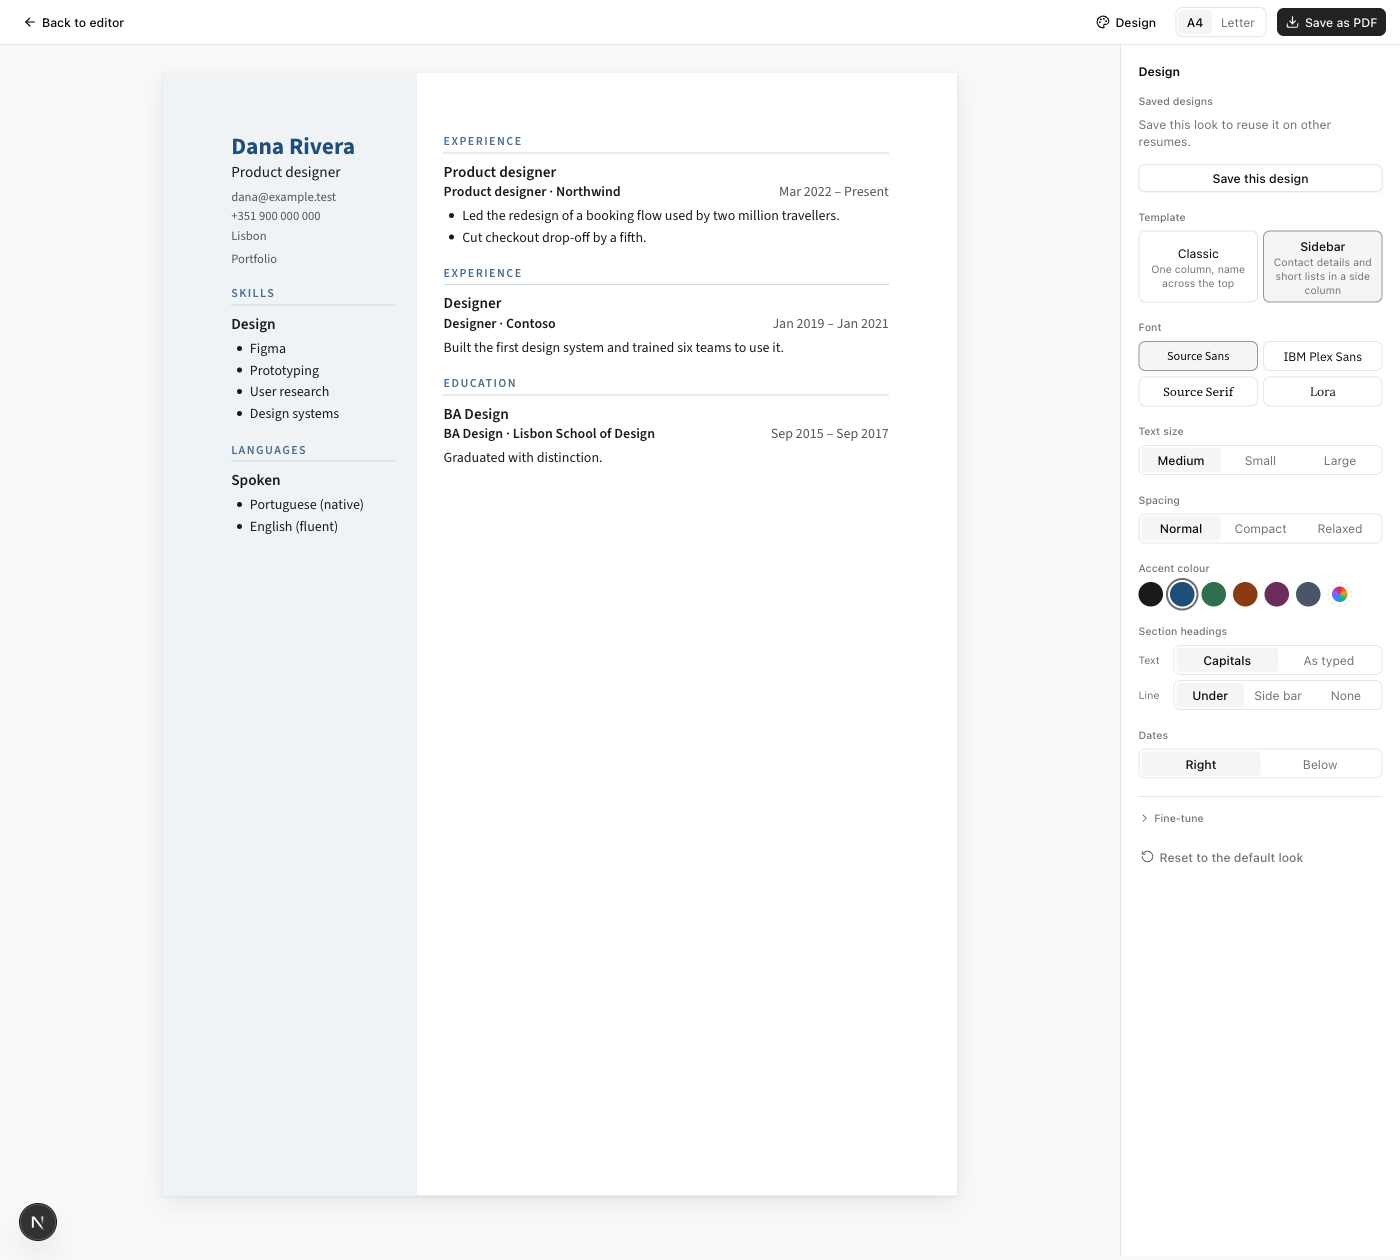 Back to editor
Design
A4
Letter
Save as PDF
Dana Rivera
Product designer
dana@example.test
+351 900 000 000
Lisbon
Portfolio
SKILLS
Design
Figma
Prototyping
User research
Design systems
LANGUAGES
Spoken
Portuguese (native)
English (fluent)
EXPERIENCE
Product designer
Product designer · Northwind
Mar 2022 – Present
Led the redesign of a booking flow used by two million travellers.
Cut checkout drop-off by a fifth.
EXPERIENCE
Designer
Designer · Contoso
Jan 2019 – Jan 2021
Built the first design system and trained six teams to use it.
EDUCATION
BA Design
BA Design · Lisbon School of Design
Sep 2015 – Sep 2017
Graduated with distinction.
Design
Saved designs
Save this look to reuse it on other
resumes.
Save this design
Template
Classic
One column, name
across the top
Sidebar
Contact details and
short lists in a side
column
Font
Source Sans
IBM Plex Sans
Source Serif
Lora
Text size
Medium
Small
Large
Spacing
Normal
Compact
Relaxed
Accent colour
Section headings
Text
Capitals
As typed
Line
Under
Side bar
None
Dates
Right
Below
Fine-tune
Reset to the default look
N